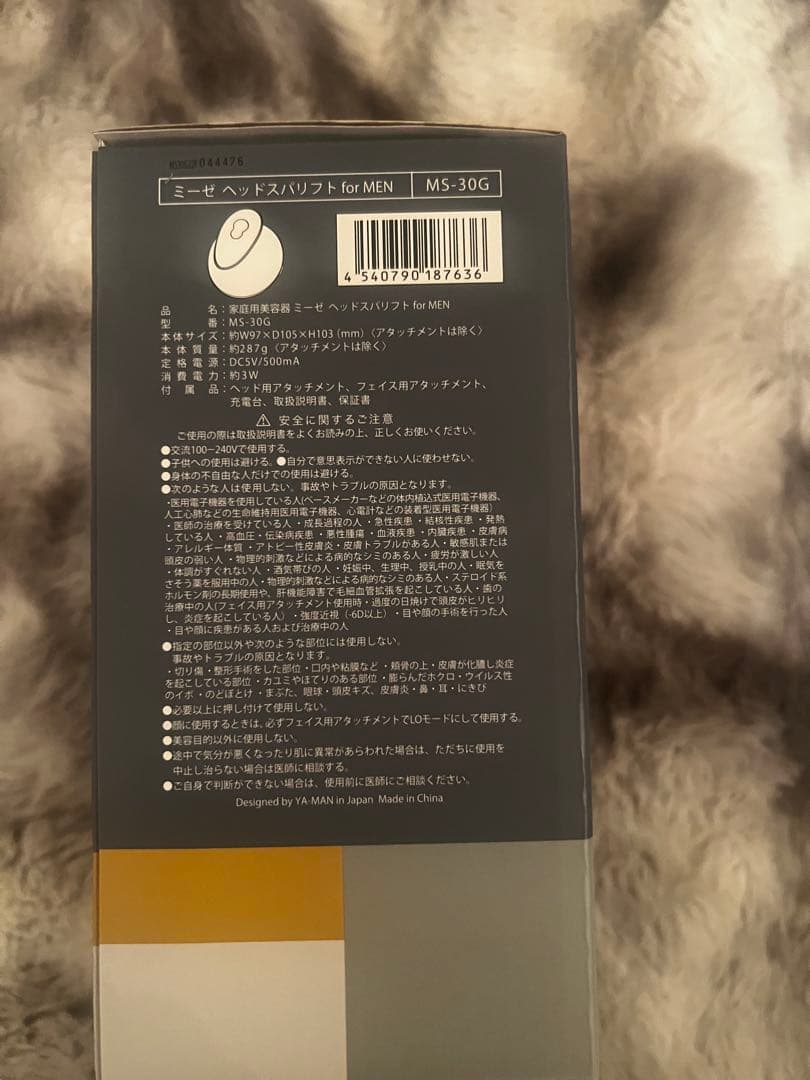 044476
ミーゼ ヘッドスパリフト for MEN MS-30G
4 540790 187636
品名：家庭用美容器 ミーゼ ヘッドスパリフト for MEN
型番：MS-30G
本体サイズ：約W97×D105×H103 (mm)〈アタッチメントは除く〉
本体質量：約287g〈アタッチメントは除く〉
定格電源：DC5V/500mA
消費電力：約3W
付属品：ヘッド用アタッチメント、フェイス用アタッチメント、
充電台、取扱説明書、保証書
⚠ 安全に関するご注意
ご使用の際は取扱説明書をよくお読みの上、正しくお使いください。
●交流100−240Vで使用する。
●子供への使用は避ける。●自分で意思表示ができない人に使わせない。
●身体の不自由な人だけでの使用は避ける。
●次のような人は使用しない。事故やトラブルの原因となります。
・医用電子機器を使用している人(ペースメーカーなどの体内植込式医用電子機器、
人工心肺などの生命維持用医用電子機器、心電計などの装着型医用電子機器)
・医師の治療を受けている人 ・成長過程の人 ・急性疾患 ・結核性疾患 ・発熱
している人 ・高血圧・伝染病疾患 ・悪性腫瘍 ・血液疾患 ・内臓疾患 ・皮膚病
・アレルギー体質 ・アトピー性皮膚炎・皮膚トラブルがある人・敏感肌または
頭皮の弱い人 ・物理的刺激などによる病的なシミのある人・疲労が激しい人
・体調がすぐれない人 ・酒気帯びの人 ・妊娠中、生理中、授乳中の人 ・眠気を
さそう薬を服用中の人・物理的刺激などによる病的なシミのある人・ステロイド系
ホルモン剤の長期使用や、肝機能障害で毛細血管拡張を起こしている人・歯の
治療中の人(フェイス用アタッチメント使用時・過度の日焼けで頭皮がヒリヒリ
し、炎症を起こしている人) ・強度近視 (-6D以上) ・目や顔の手術を行った人
・目や顔に疾患がある人および治療中の人
●指定の部位以外や次のような部位には使用しない。
事故やトラブルの原因となります。
・切り傷・整形手術をした部位 ・口内や粘膜など ・頬骨の上・皮膚が化膿し炎症
を起こしている部位 ・カユミやほてりのある部位 ・膨らんだホクロ・ウイルス性
のイボ ・のどぼとけ ・まぶた、眼球・頭皮キズ、皮膚炎・鼻・耳・にきび
●必要以上に押し付けて使用しない。
●顔に使用するときは、必ずフェイス用アタッチメントでLOモードにして使用する。
●美容目的以外に使用しない。
●途中で気分が悪くなったり肌に異常があらわれた場合は、ただちに使用を
中止し治らない場合は医師に相談する。
●ご自身で判断ができない場合は、使用前に医師にご相談ください。
Designed by YA-MAN in Japan Made in China